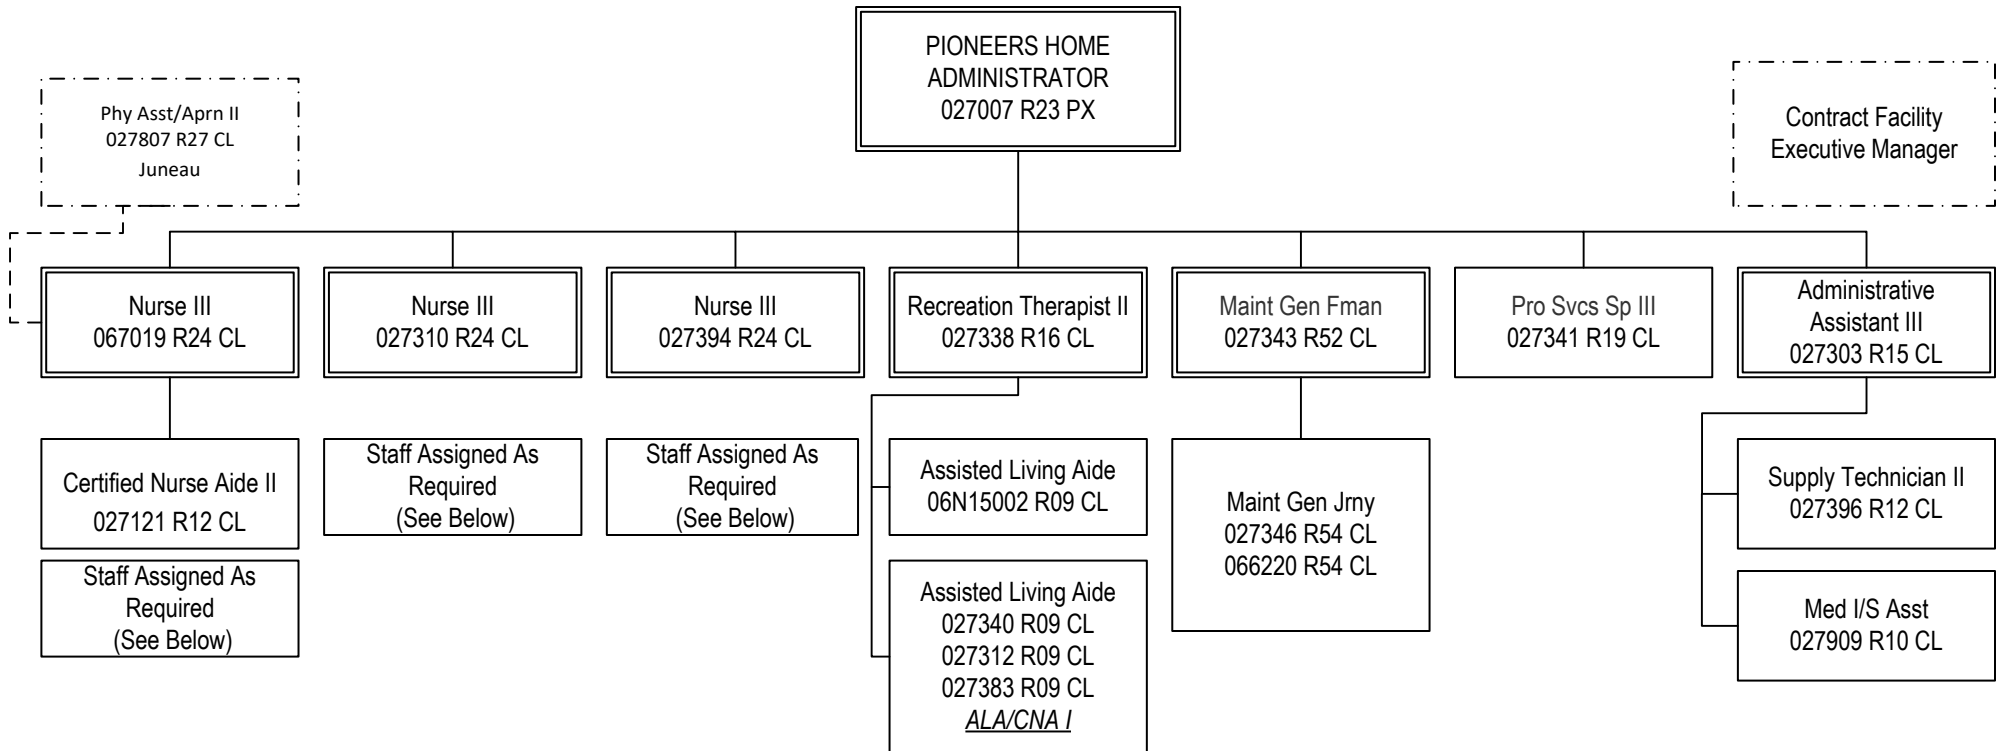 PIONEERS HOME
ADMINISTRATOR
027007 R23 PX
Phy Asst/Aprn II
027807 R27 CL
Juneau
Contract Facility
Executive Manager
Nurse III
067019 R24 CL
Nurse III
027310 R24 CL
Nurse III
027394 R24 CL
Recreation Therapist II
027338 R16 CL
Maint Gen Fman
027343 R52 CL
Pro Svcs Sp III
027341 R19 CL
Administrative
Assistant III
027303 R15 CL
Certified Nurse Aide II
027121 R12 CL
Staff Assigned As
Required
(See Below)
Staff Assigned As
Required
(See Below)
Staff Assigned As
Required
(See Below)
Assisted Living Aide
06N15002 R09 CL
Assisted Living Aide
027340 R09 CL
027312 R09 CL
027383 R09 CL
ALA/CNA I
Maint Gen Jrny
027346 R54 CL
066220 R54 CL
Supply Technician II
027396 R12 CL
Med I/S Asst
027909 R10 CL